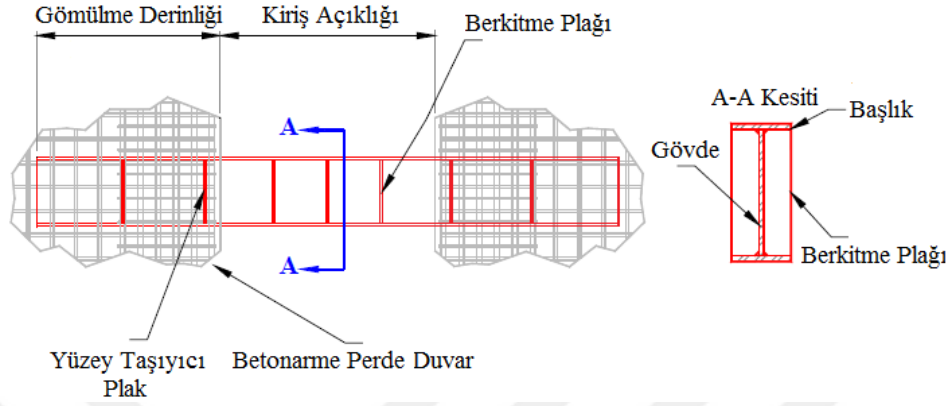 Gömülme Derinliği
Kiriş Açıklığı
Berkitme Plağı
A-A Kesiti
Başlık
A
Gövde
Berkitme Plağı
A
Yüzey Taşıyıcı
Plak
Betonarme Perde Duvar